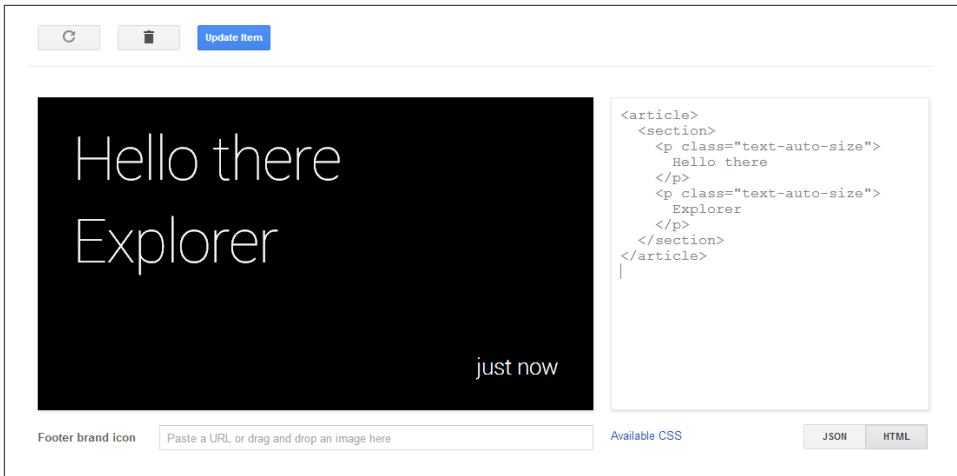 Update Item
Hello there
Explorer
just now
<article>
  <section>
    <p class="text-auto-size">
      Hello there
    </p>
    <p class="text-auto-size">
      Explorer
    </p>
  </section>
</article>
Footer brand icon
Paste a URL or drag and drop an image here
Available CSS
JSON
HTML